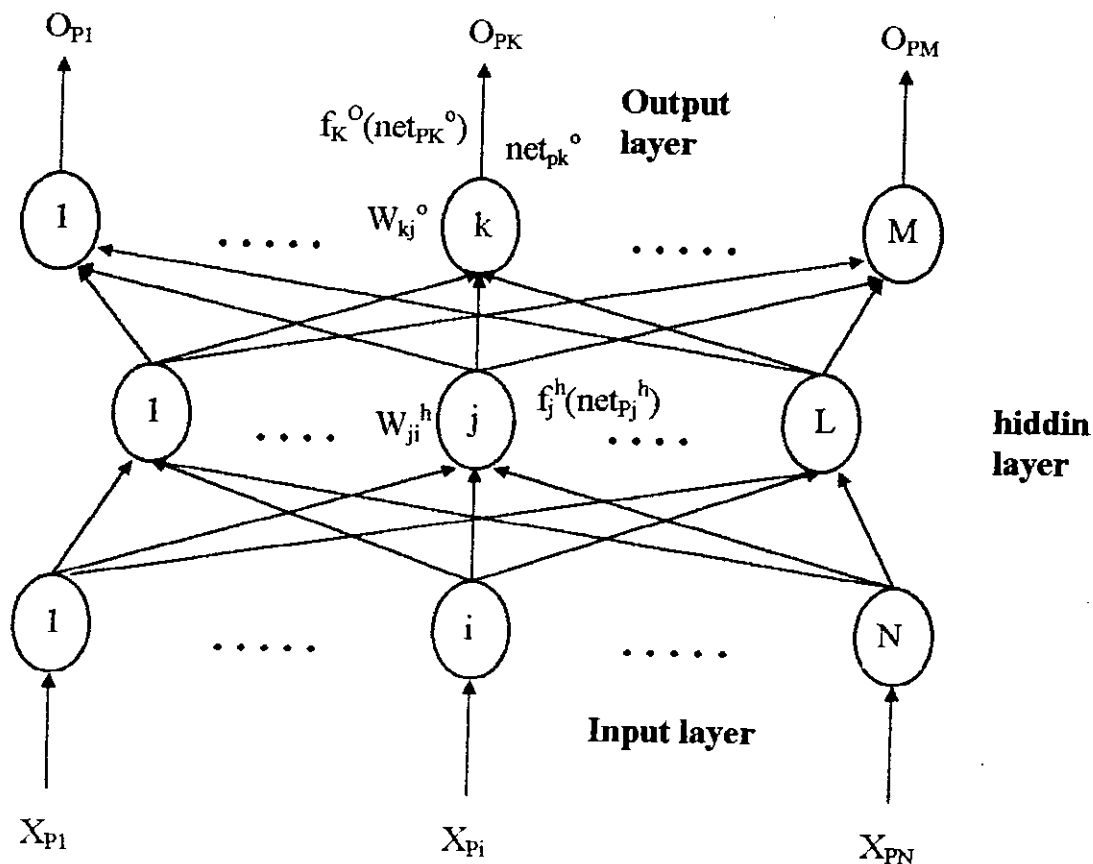 O_P1 O_PK O_PM
f_K^O(net_PK^o) Output
layer
net_pk^o
1 W_kj^o k M
. . . . . . . . . .
1 W_ji^h j f_j^h(net_Pj^h) L
. . . . . . . .
hiddin
layer
1 i N
. . . . . . . . . .
Input layer
X_P1 X_Pi X_PN